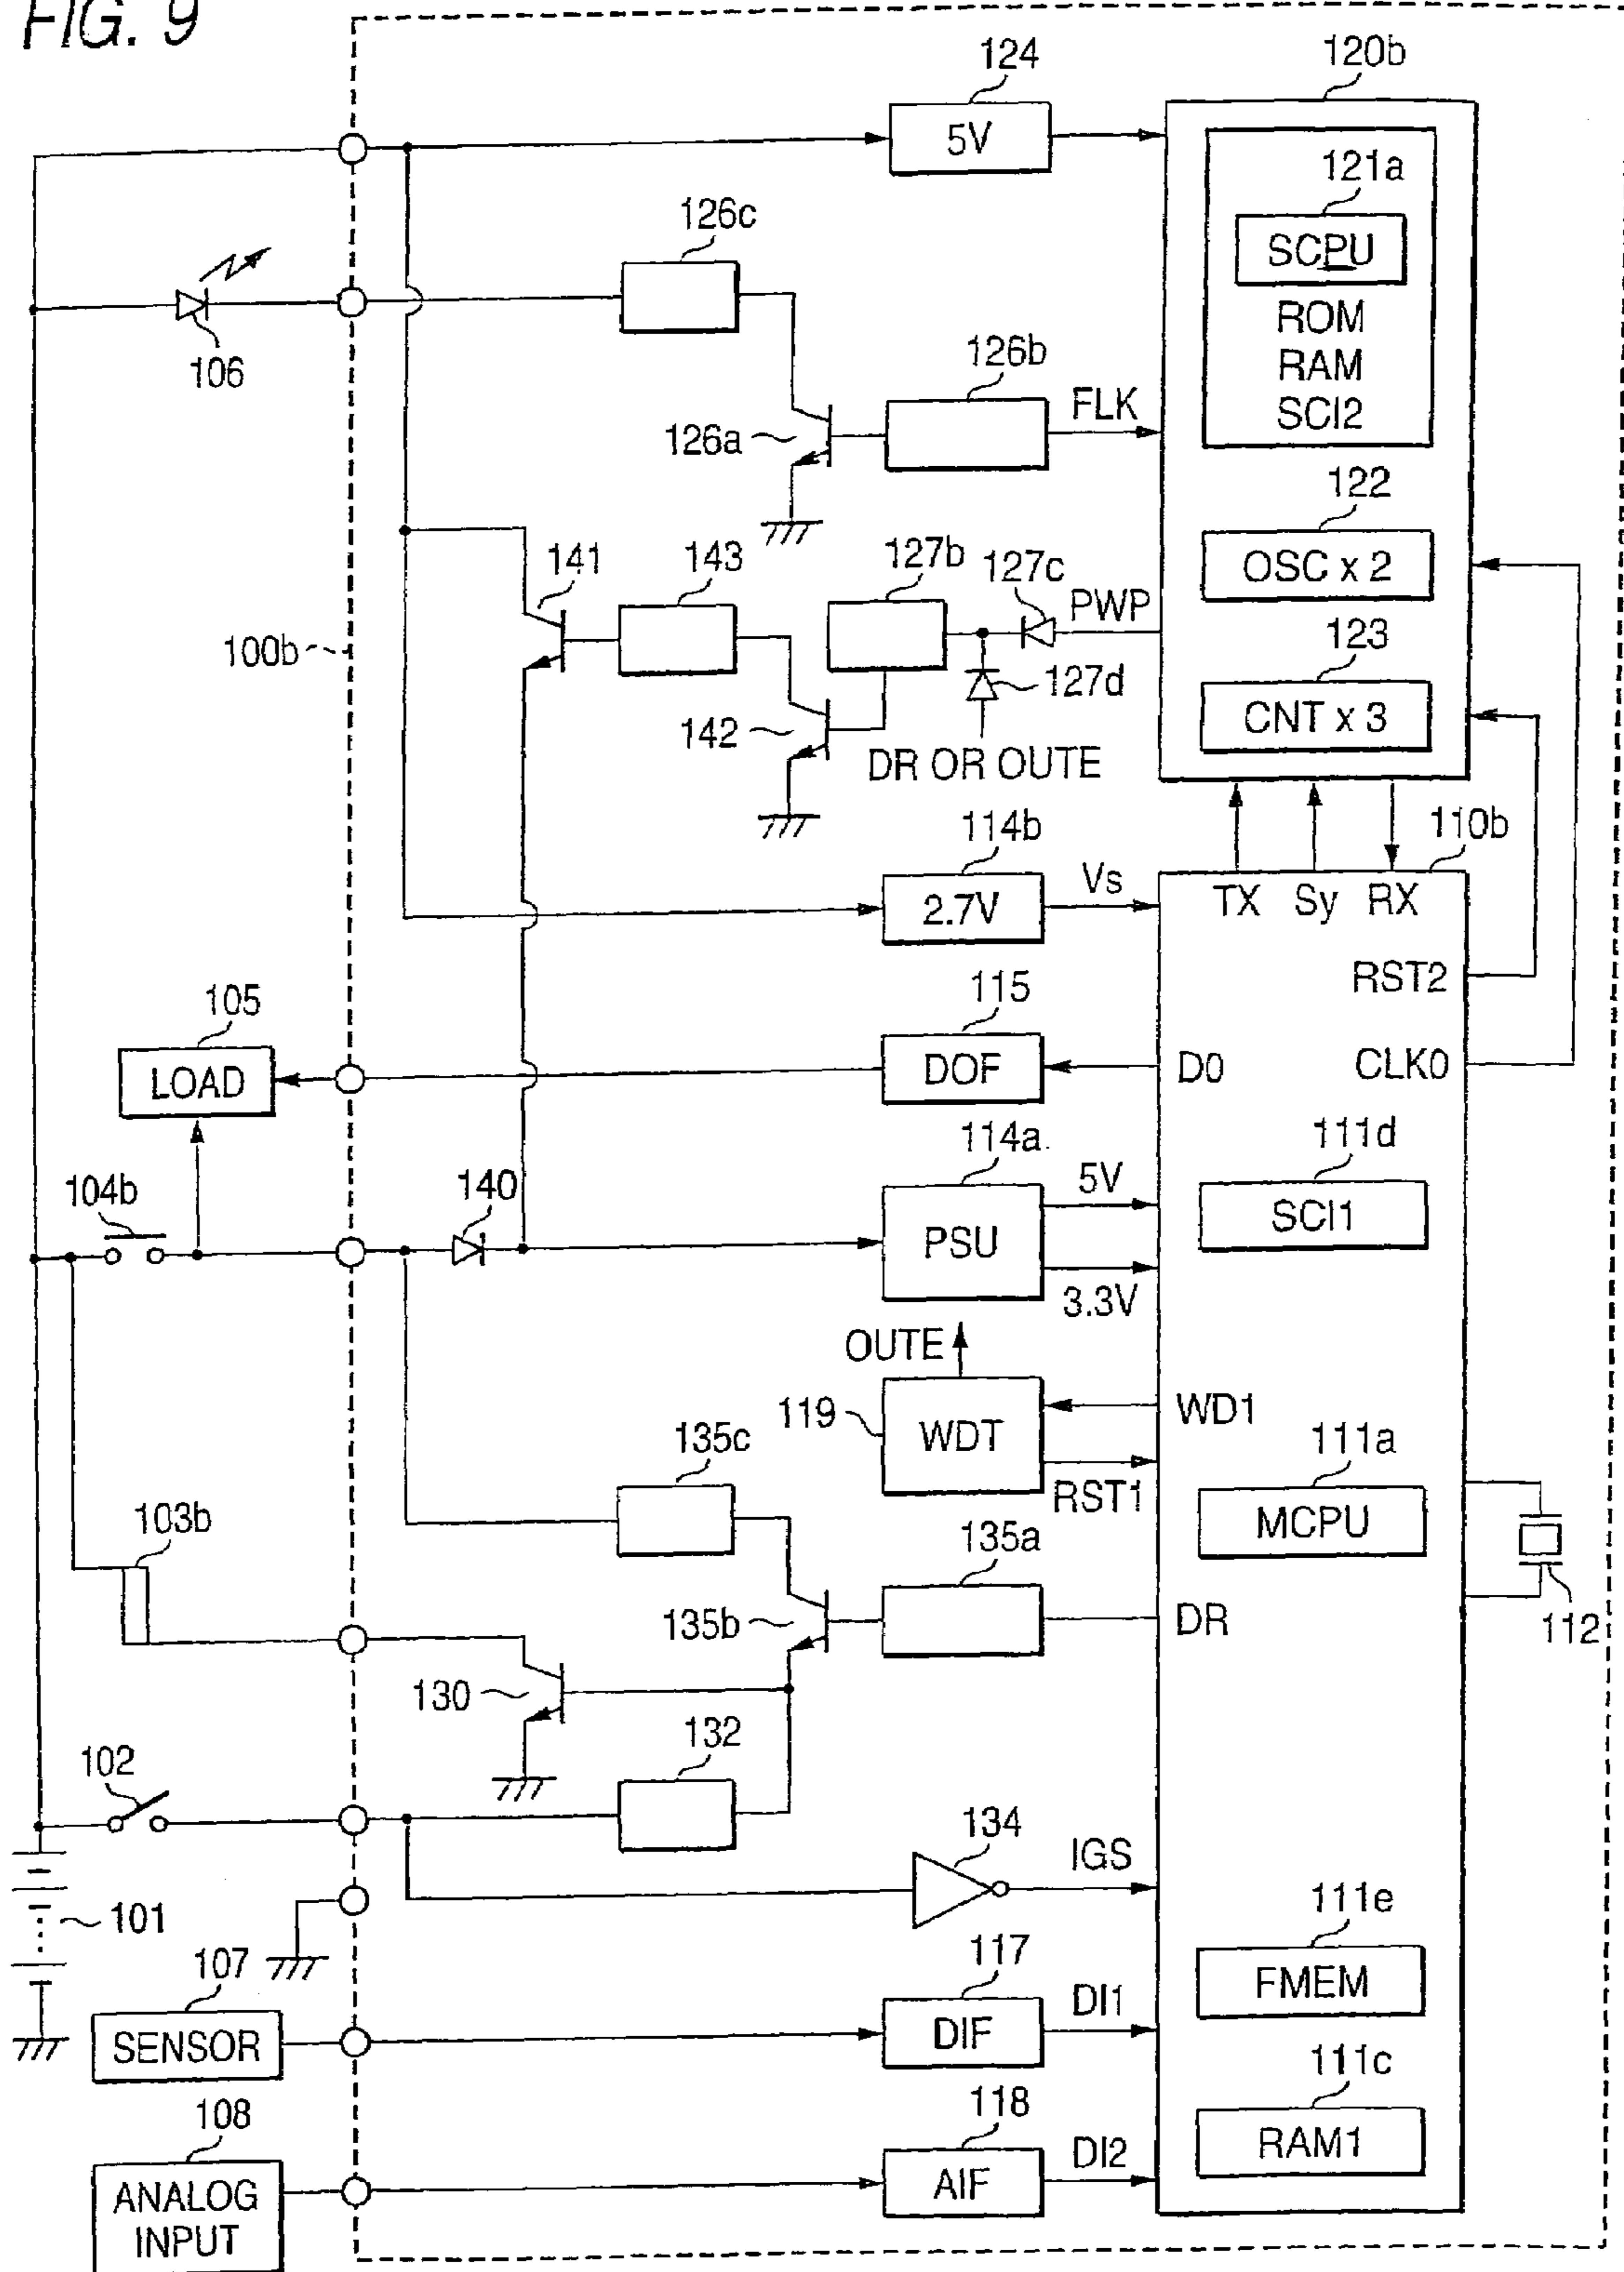 FIG. 9
124
120b
5V
121a
126c
SCPU
ROM
RAM
SCI2
106
126b
FLK
126a
122
OSC x 2
141
143
127b
127c
PWP
100b
123
127d
CNT x 3
142
DR OR OUTE
114b
110b
2.7V
Vs
TX Sy RX
RST2
105
115
LOAD
DOF
D0
CLK0
114a
111d
104b
140
5V
SCI1
PSU
3.3V
OUTE
119
WDT
WD1
135c
RST1
111a
MCPU
103b
135a
135b
DR
112
130
132
102
134
IGS
101
111e
FMEM
107
117
SENSOR
DIF
DI1
111c
RAM1
108
118
ANALOG
INPUT
AIF
DI2